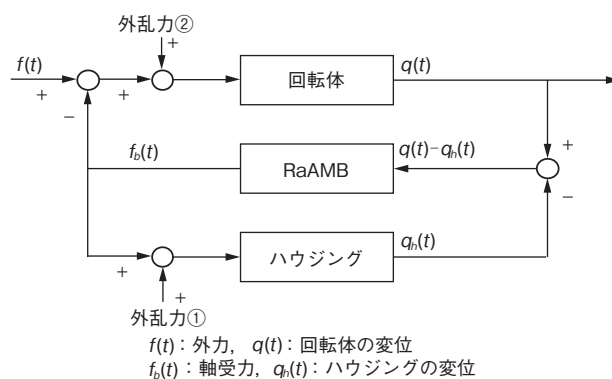 外乱力②
+
f(t)
+
+
−
回転体
q(t)
+
−
RaAMB
f_b(t)
q(t)−q_h(t)
ハウジング
q_h(t)
+
+
外乱力①
f(t)：外力，q(t)：回転体の変位
f_b(t)：軸受力，q_h(t)：ハウジングの変位